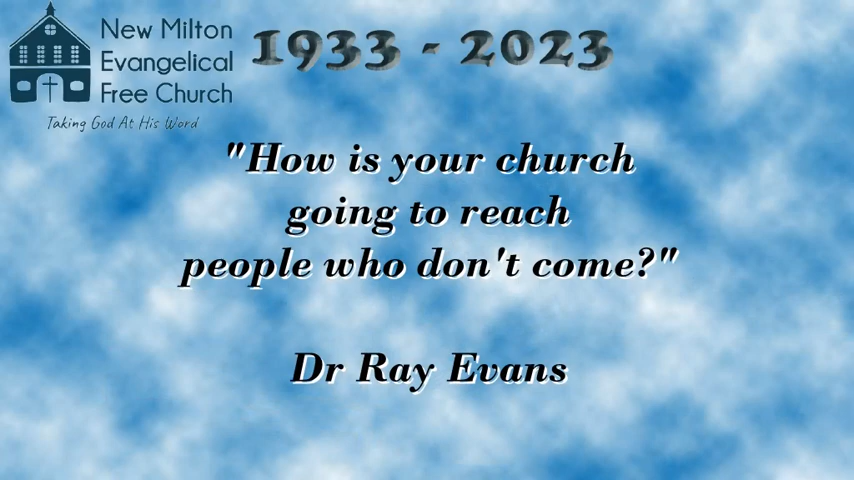 New Milton
Evangelical
Free Church
Taking God At His Word
1933 - 2023
"How is your church
going to reach
people who don't come?"
Dr Ray Evans